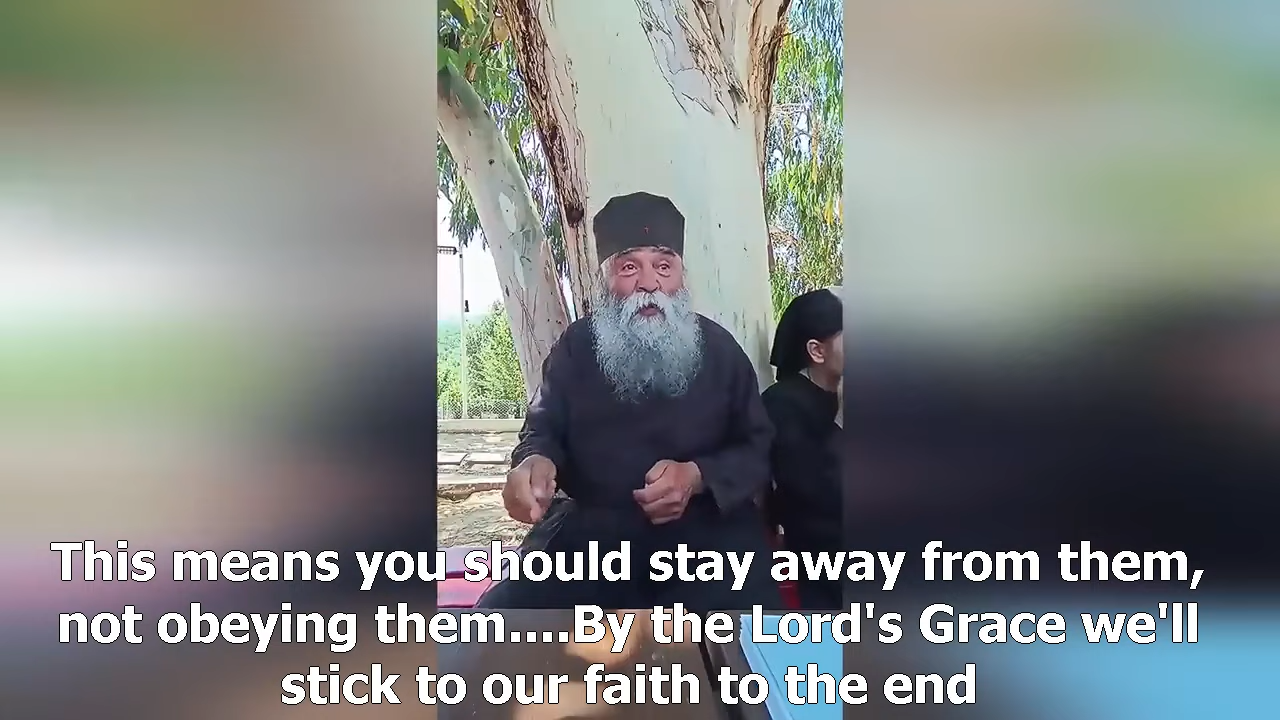 This means you should stay away from them,
not obeying them....By the Lord's Grace we'll
stick to our faith to the end